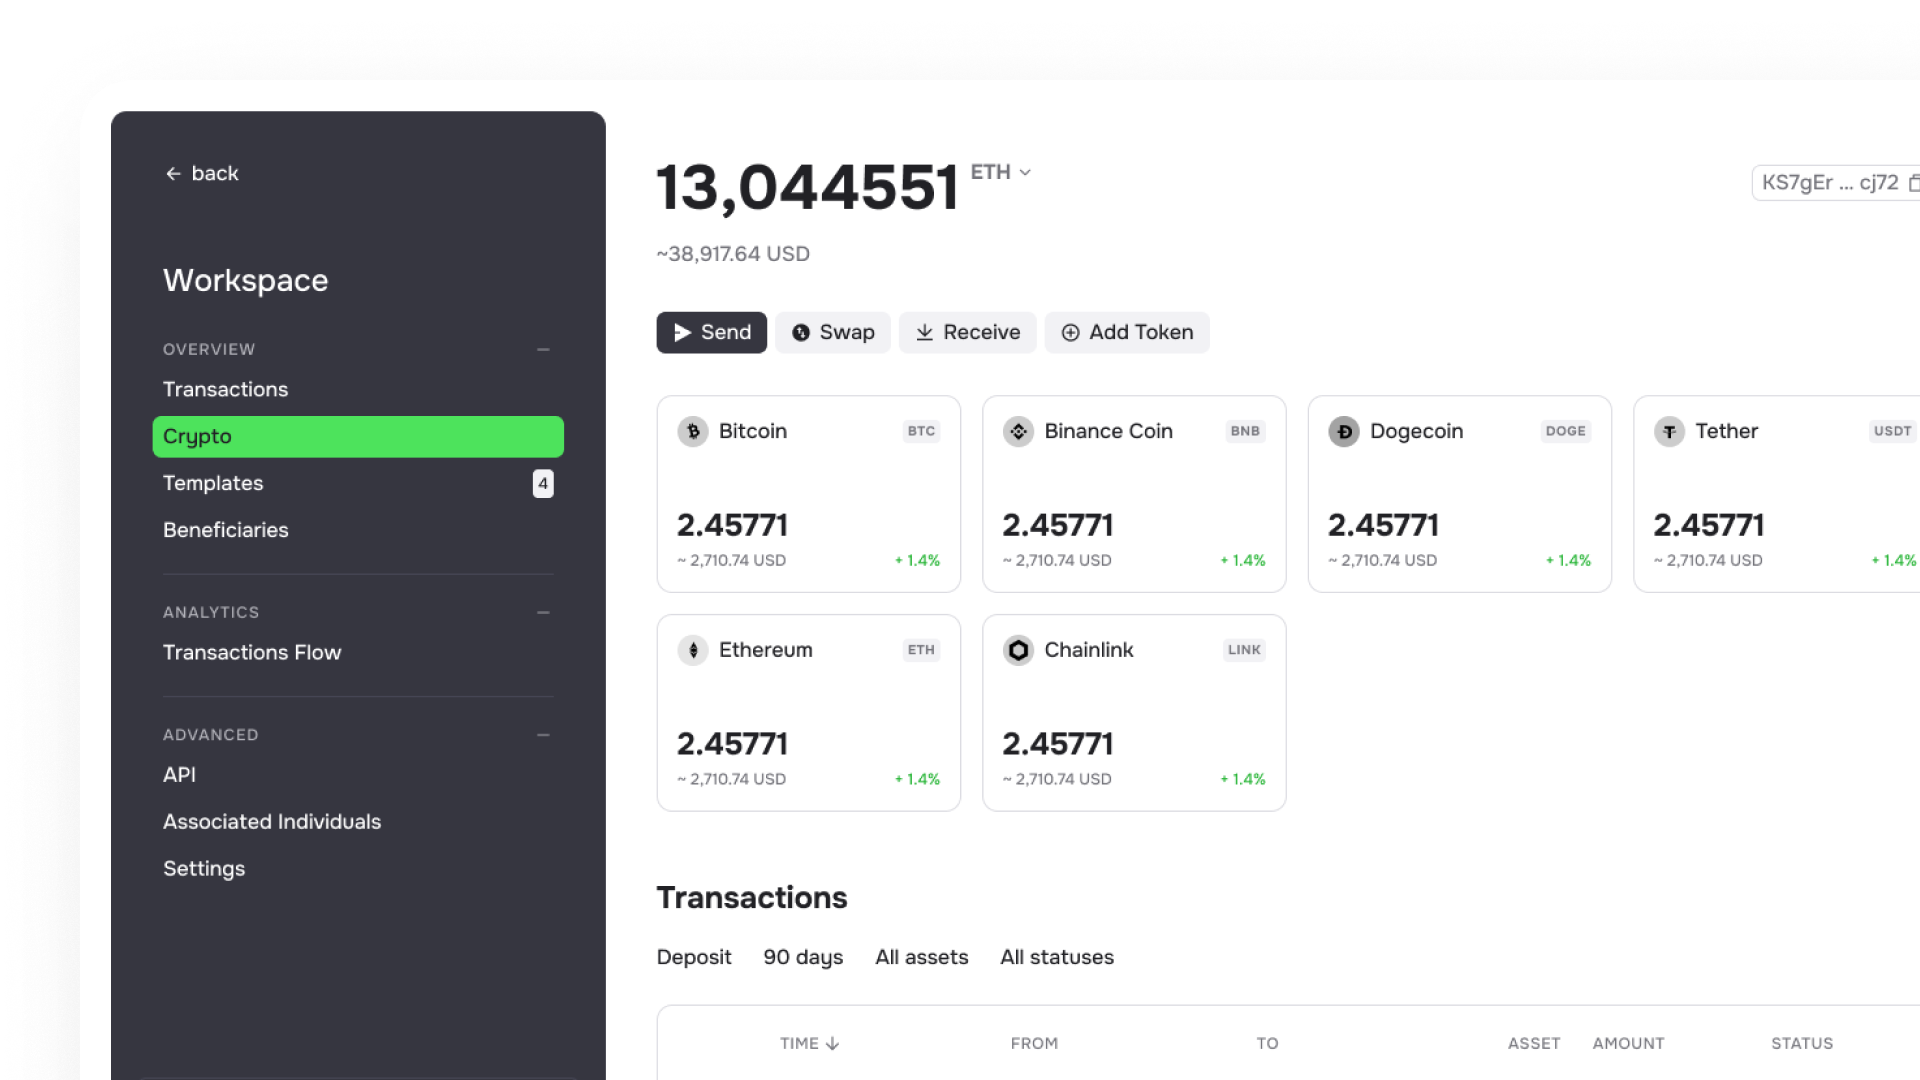 back
Workspace
OVERVIEW
Transactions
Crypto
Templates 4
Beneficiaries
ANALYTICS
Transactions Flow
ADVANCED
API
Associated Individuals
Settings
13,044551 ETH
~38,917.64 USD
KS7gEr ... cj72
Send Swap Receive Add Token
Bitcoin BTC
2.45771
~ 2,710.74 USD + 1.4%
Binance Coin BNB
2.45771
~ 2,710.74 USD + 1.4%
Dogecoin DOGE
2.45771
~ 2,710.74 USD + 1.4%
Tether USDT
2.45771
~ 2,710.74 USD + 1.4%
Ethereum ETH
2.45771
~ 2,710.74 USD + 1.4%
Chainlink LINK
2.45771
~ 2,710.74 USD + 1.4%
Transactions
Deposit 90 days All assets All statuses
TIME FROM TO ASSET AMOUNT STATUS